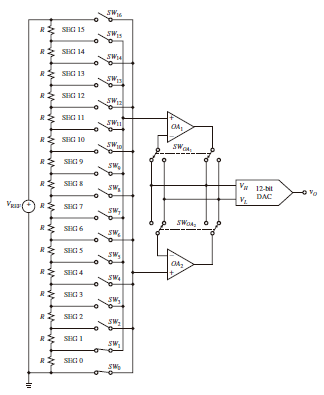 SW16
R SEG 15 SW15
R SEG 14 SW14
R SEG 13 SW13
R SEG 12 SW12
R SEG 11 SW11
R SEG 10 SW10
R SEG 9 SW9
R SEG 8 SW8
R SEG 7 SW7
R SEG 6 SW6
R SEG 5 SW5
R SEG 4 SW4
R SEG 3 SW3
R SEG 2 SW2
R SEG 1 SW1
R SEG 0 SW0
VREF +
+
−
OA1
SWOA1
VH
VL
12-bit
DAC
vO
SWOA2
−
+
OA2